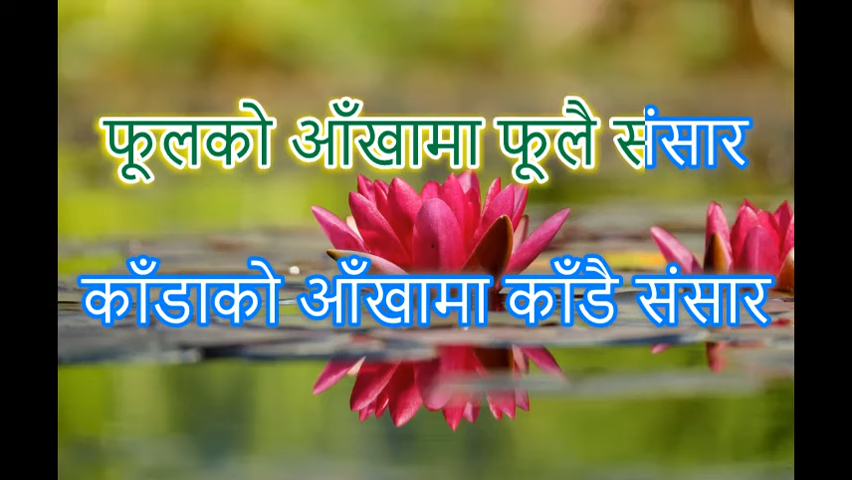 फूलको आँखामा फूलै संसार
काँडाको आँखामा काँडै संसार